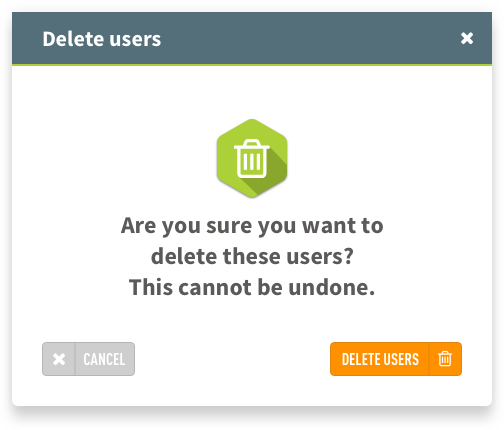 Delete users
Are you sure you want to
delete these users?
This cannot be undone.
CANCEL
DELETE USERS